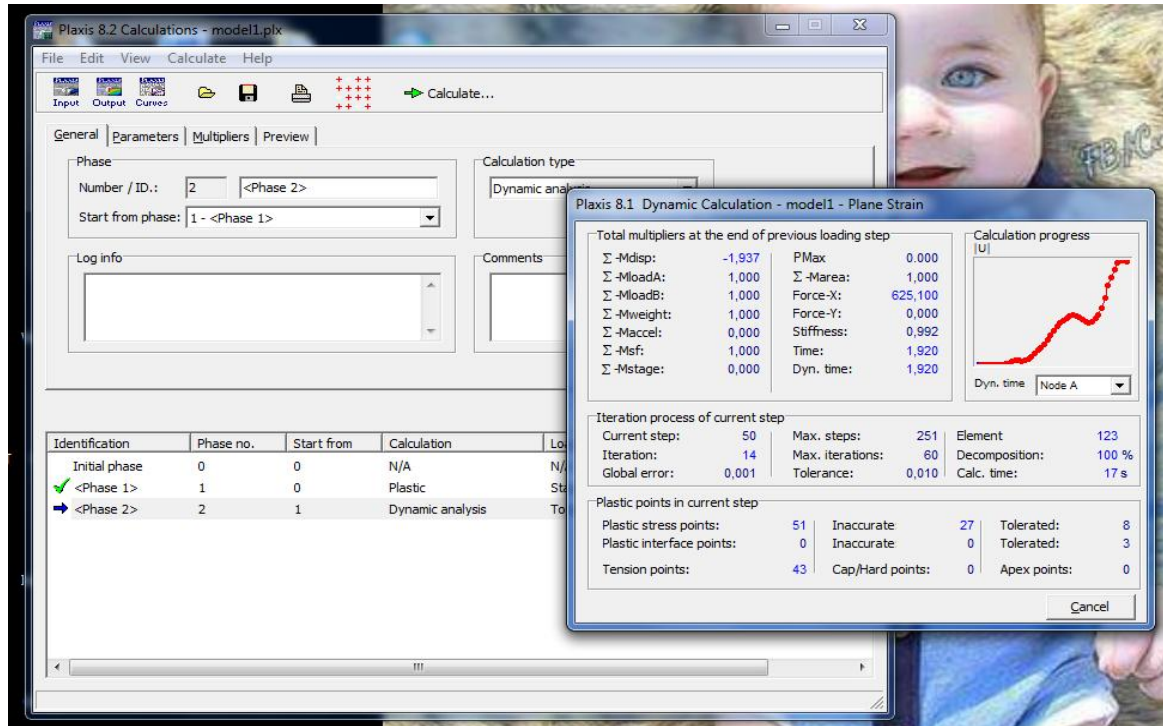 Plaxis 8.2 Calculations - model1.plx
File Edit View Calculate Help
Input Output Curves Calculate...
General Parameters Multipliers Preview
Phase
Number / ID.: 2 <Phase 2>
Start from phase: 1 - <Phase 1>
Calculation type
Log info
Comments
Identification Phase no. Start from Calculation
Initial phase 0 0 N/A
<Phase 1> 1 0 Plastic
<Phase 2> 2 1 Dynamic analysis
Plaxis 8.1 Dynamic Calculation - model1 - Plane Strain
Total multipliers at the end of previous loading step
Σ -Mdisp: -1,937 PMax 0.000
Σ -MloadA: 1,000 Σ -Marea: 1,000
Σ -MloadB: 1,000 Force-X: 625,100
Σ -Mweight: 1,000 Force-Y: 0,000
Σ -Maccel: 0,000 Stiffness: 0,992
Σ -Msf: 1,000 Time: 1,920
Σ -Mstage: 0,000 Dyn. time: 1,920
Calculation progress
|U|
Dyn. time Node A
Iteration process of current step
Current step: 50 Max. steps: 251 Element 123
Iteration: 14 Max. iterations: 60 Decomposition: 100 %
Global error: 0,001 Tolerance: 0,010 Calc. time: 17 s
Plastic points in current step
Plastic stress points: 51 Inaccurate 27 Tolerated: 8
Plastic interface points: 0 Inaccurate 0 Tolerated: 3
Tension points: 43 Cap/Hard points: 0 Apex points: 0
Cancel